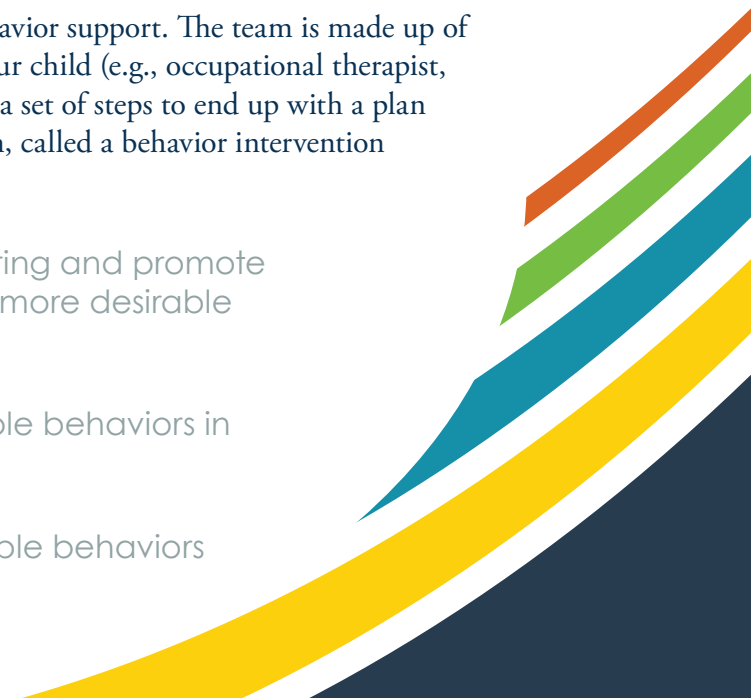 avior support. The team is made up of
ur child (e.g., occupational therapist,
a set of steps to end up with a plan
n, called a behavior intervention
ring and promote
more desirable
ole behaviors in
ble behaviors